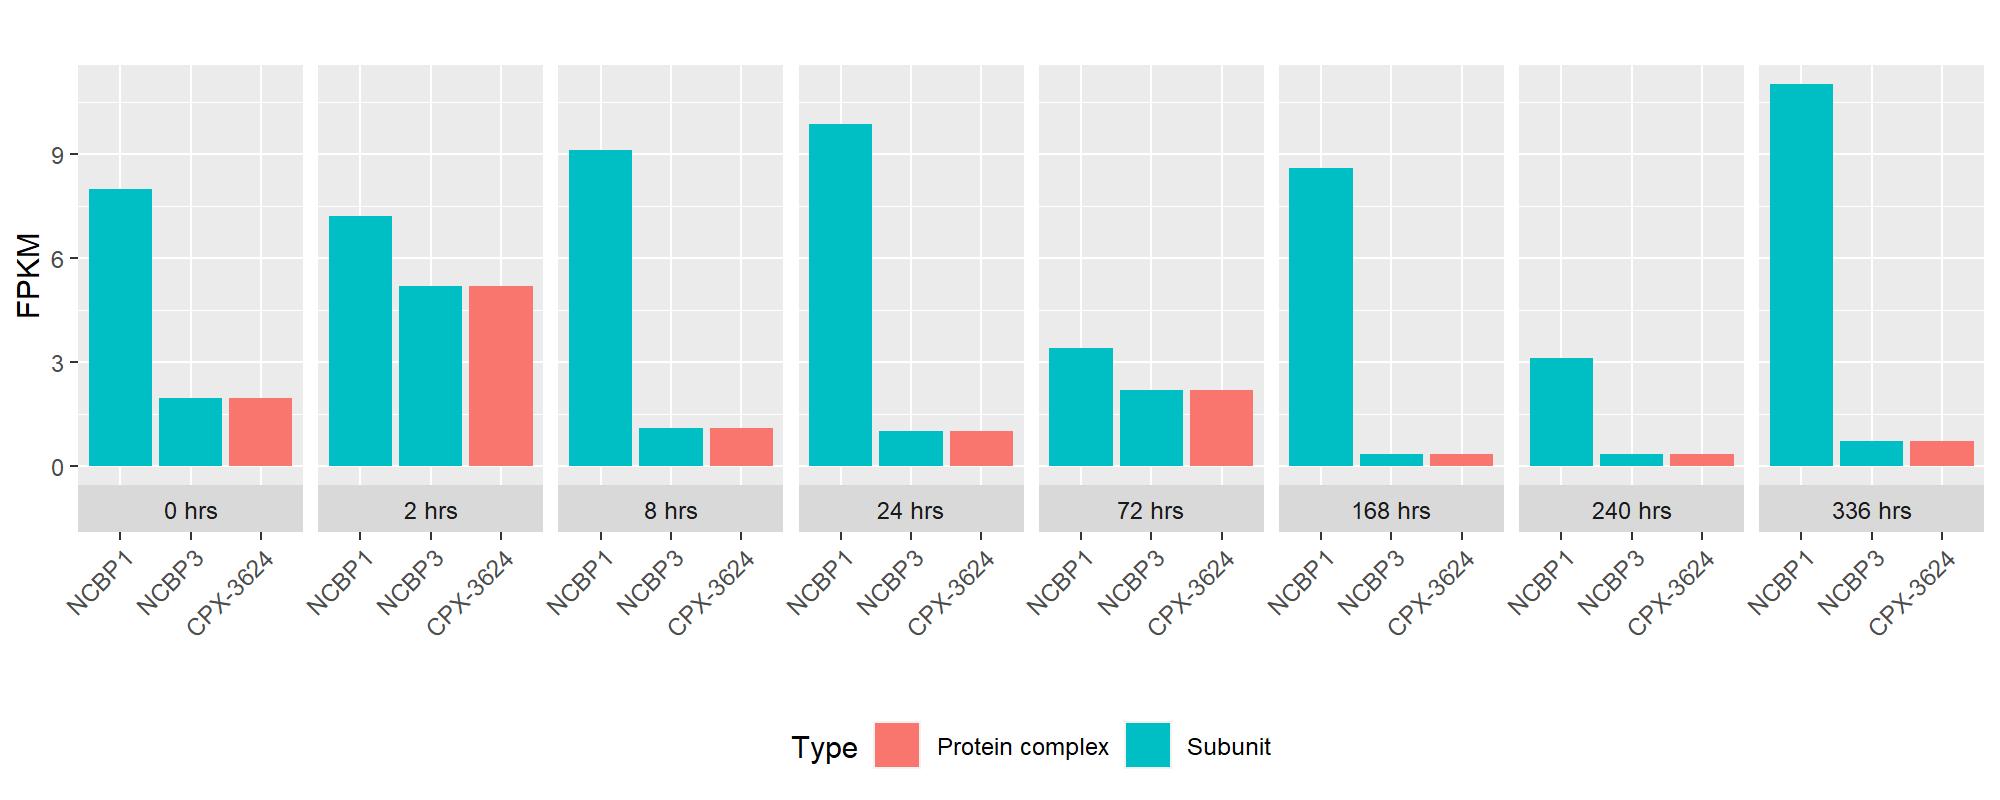 FPKM
9
6
3
0
0 hrs 2 hrs 8 hrs 24 hrs 72 hrs 168 hrs 240 hrs 336 hrs
NCBP1 NCBP3 CPX-3624 NCBP1 NCBP3 CPX-3624 NCBP1 NCBP3 CPX-3624 NCBP1 NCBP3 CPX-3624 NCBP1 NCBP3 CPX-3624 NCBP1 NCBP3 CPX-3624 NCBP1 NCBP3 CPX-3624 NCBP1 NCBP3 CPX-3624
Type Protein complex Subunit